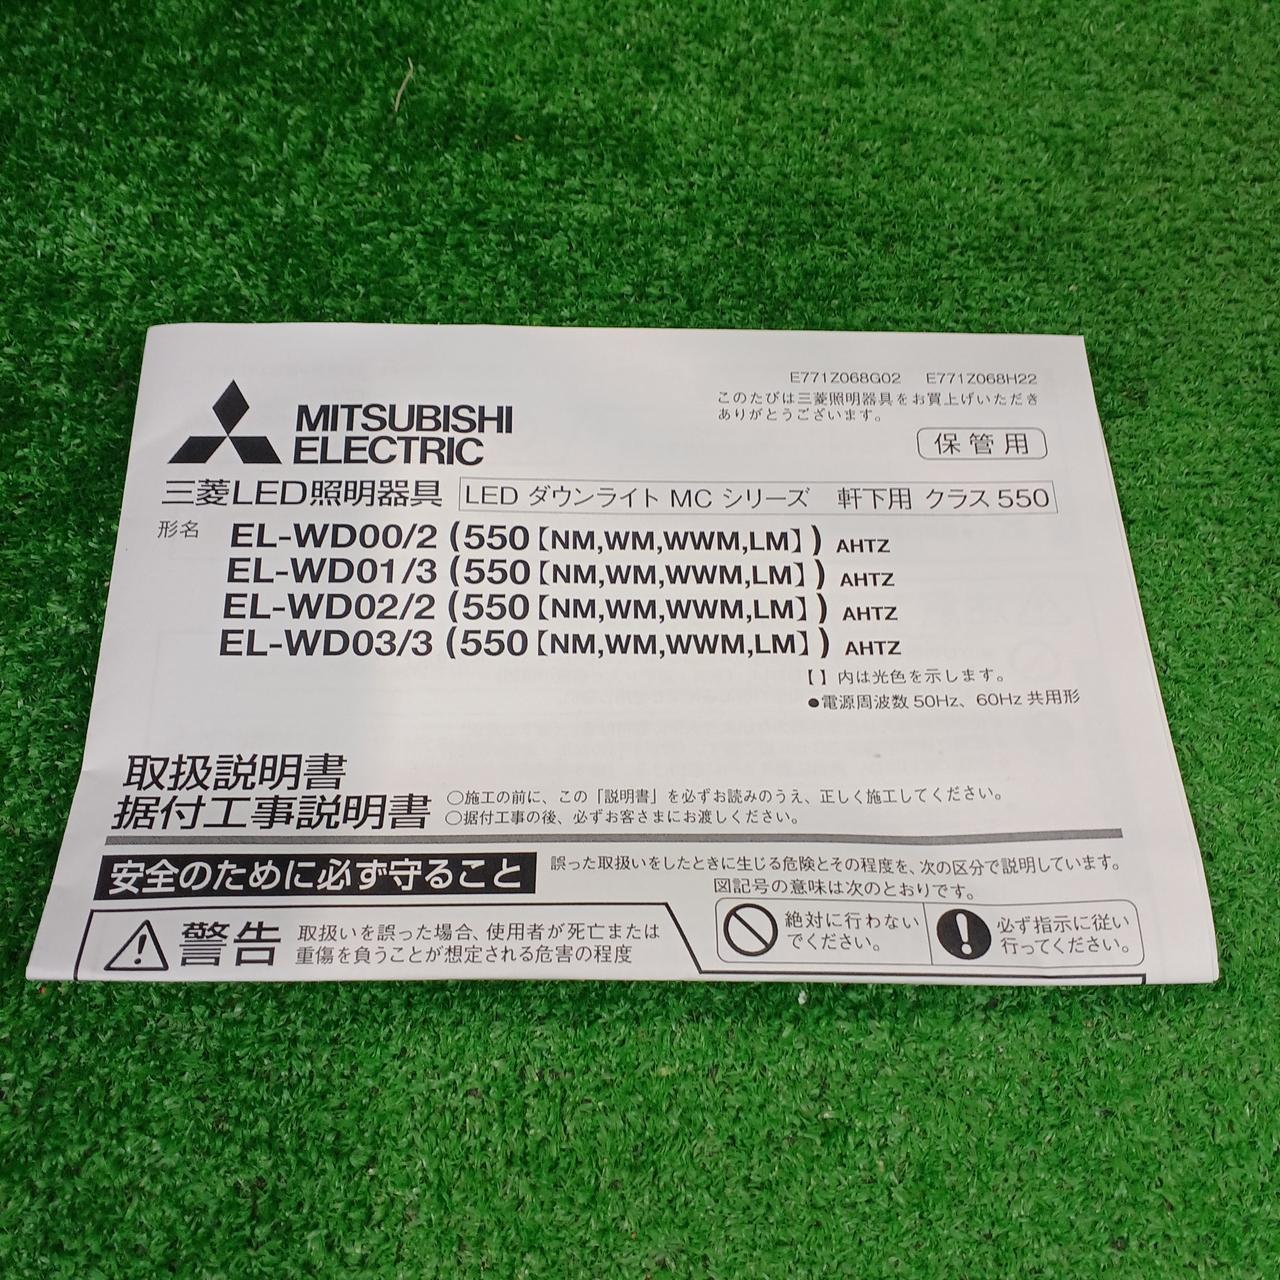 E771Z068G02 E771Z068H22
このたびは三菱照明器具をお買上げいただき
ありがとうございます。
保管用
MITSUBISHI
ELECTRIC
三菱LED照明器具 LED ダウンライト MC シリーズ 軒下用 クラス 550
形名 EL-WD00/2 (550【NM,WM,WWM,LM】) AHTZ
EL-WD01/3 (550【NM,WM,WWM,LM】) AHTZ
EL-WD02/2 (550【NM,WM,WWM,LM】) AHTZ
EL-WD03/3 (550【NM,WM,WWM,LM】) AHTZ
【 】内は光色を示します。
●電源周波数 50Hz、60Hz 共用形
取扱説明書
据付工事説明書
○施工の前に、この「説明書」を必ずお読みのうえ、正しく施工してください。
○据付工事の後、必ずお客さまにお渡しください。
安全のために必ず守ること
誤った取扱いをしたときに生じる危険とその程度を、次の区分で説明しています。
図記号の意味は次のとおりです。
警告
取扱いを誤った場合、使用者が死亡または
重傷を負うことが想定される危害の程度
絶対に行わない
でください。
必ず指示に従い
行ってください。